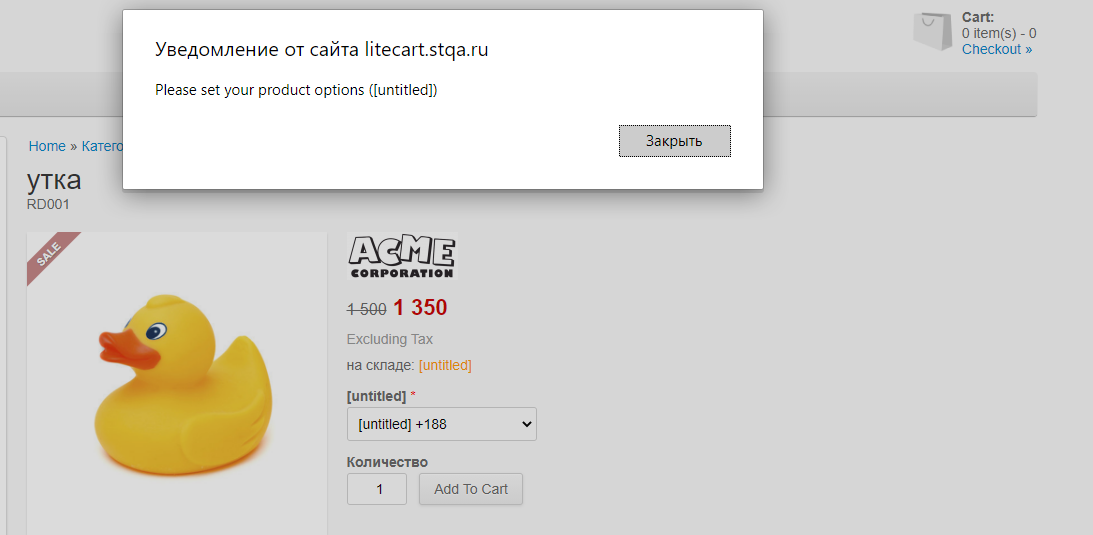 Уведомление от сайта litecart.stqa.ru
Please set your product options ([untitled])
Закрыть
Cart:
0 item(s) - 0
Checkout »
Home » Катего
утка
RD001
SALE
ACME
CORPORATION
1 500 1 350
Excluding Tax
на складе: [untitled]
[untitled] *
[untitled] +188
Количество
1 Add To Cart